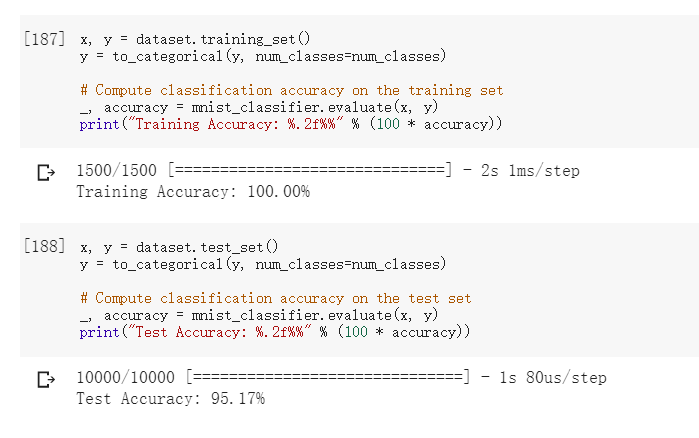 [187] x, y = dataset.training_set()
y = to_categorical(y, num_classes=num_classes)
# Compute classification accuracy on the training set
_, accuracy = mnist_classifier.evaluate(x, y)
print("Training Accuracy: %.2f%%" % (100 * accuracy))
1500/1500 [==============================] - 2s 1ms/step
Training Accuracy: 100.00%
[188] x, y = dataset.test_set()
y = to_categorical(y, num_classes=num_classes)
# Compute classification accuracy on the test set
_, accuracy = mnist_classifier.evaluate(x, y)
print("Test Accuracy: %.2f%%" % (100 * accuracy))
10000/10000 [==============================] - 1s 80us/step
Test Accuracy: 95.17%